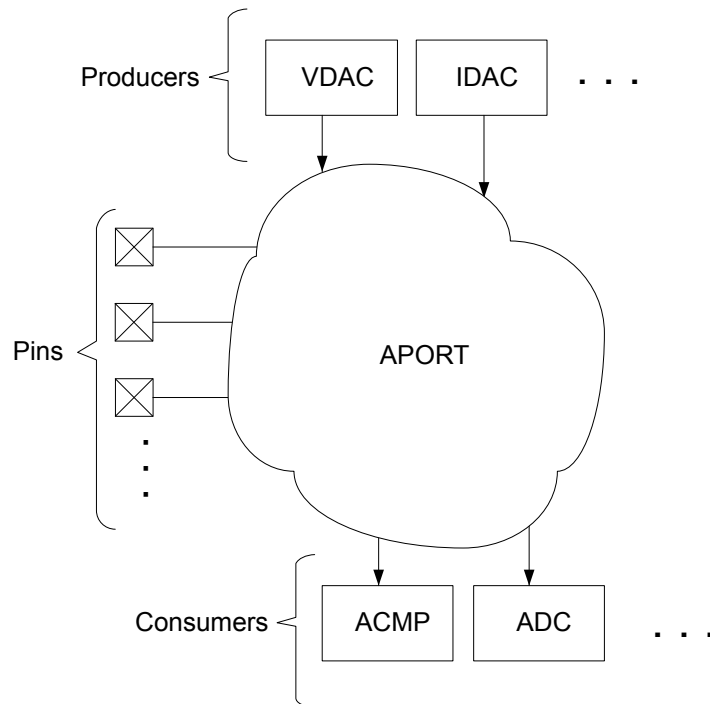 Producers
VDAC
IDAC
. . .
Pins
APORT
. . .
Consumers
ACMP
ADC
. . .